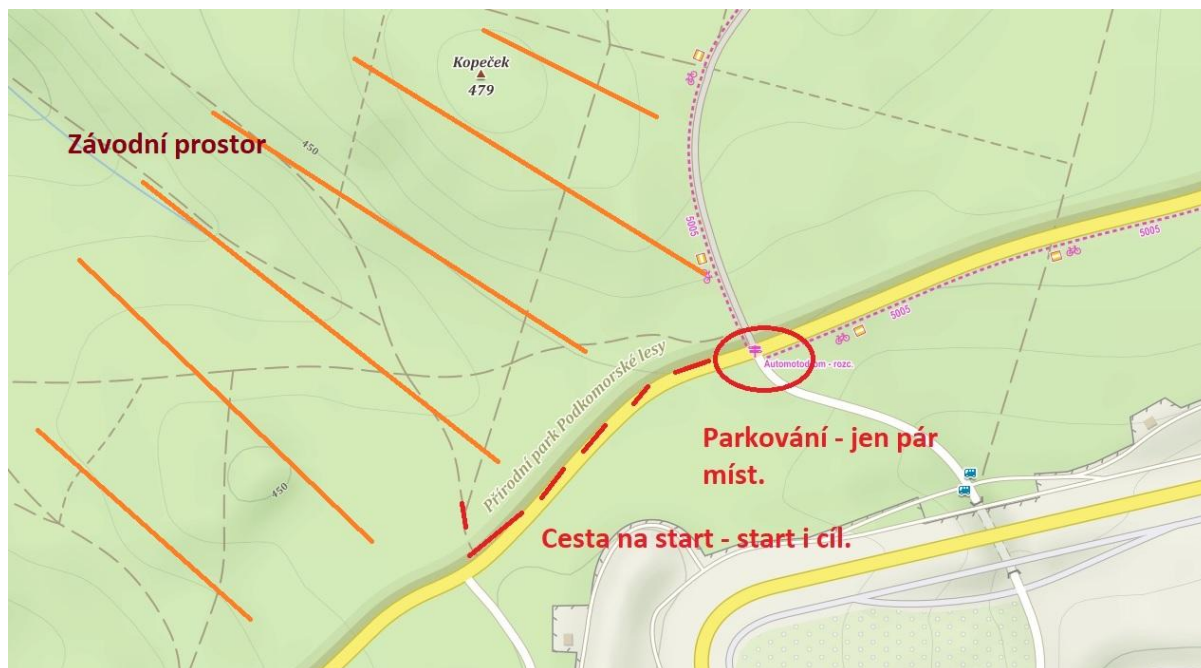 Kopeček
479
Závodní prostor
450
5005
5005
5005
Automotodrom - rozc.
Přírodní park Podkomorské lesy
Parkování - jen pár
míst.
450
Cesta na start - start i cíl.